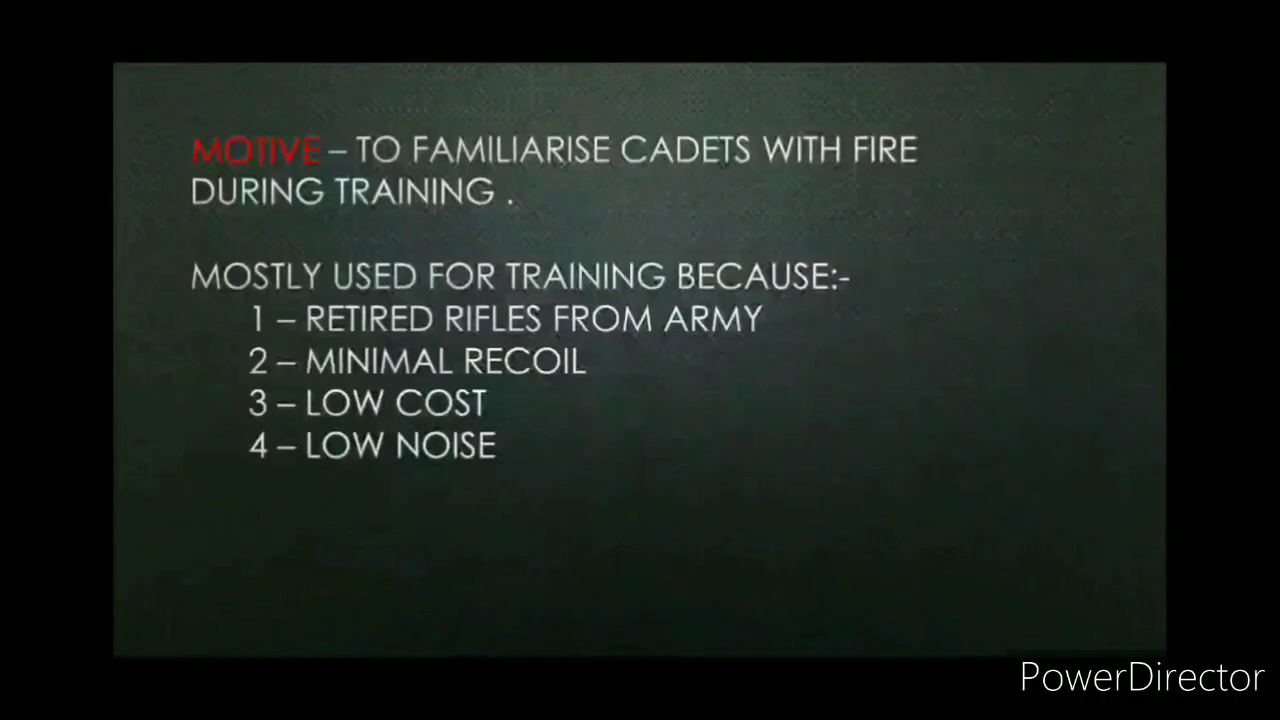 MOTIVE – TO FAMILIARISE CADETS WITH FIRE
DURING TRAINING .
MOSTLY USED FOR TRAINING BECAUSE:-
1 – RETIRED RIFLES FROM ARMY
2 – MINIMAL RECOIL
3 – LOW COST
4 – LOW NOISE
PowerDirector